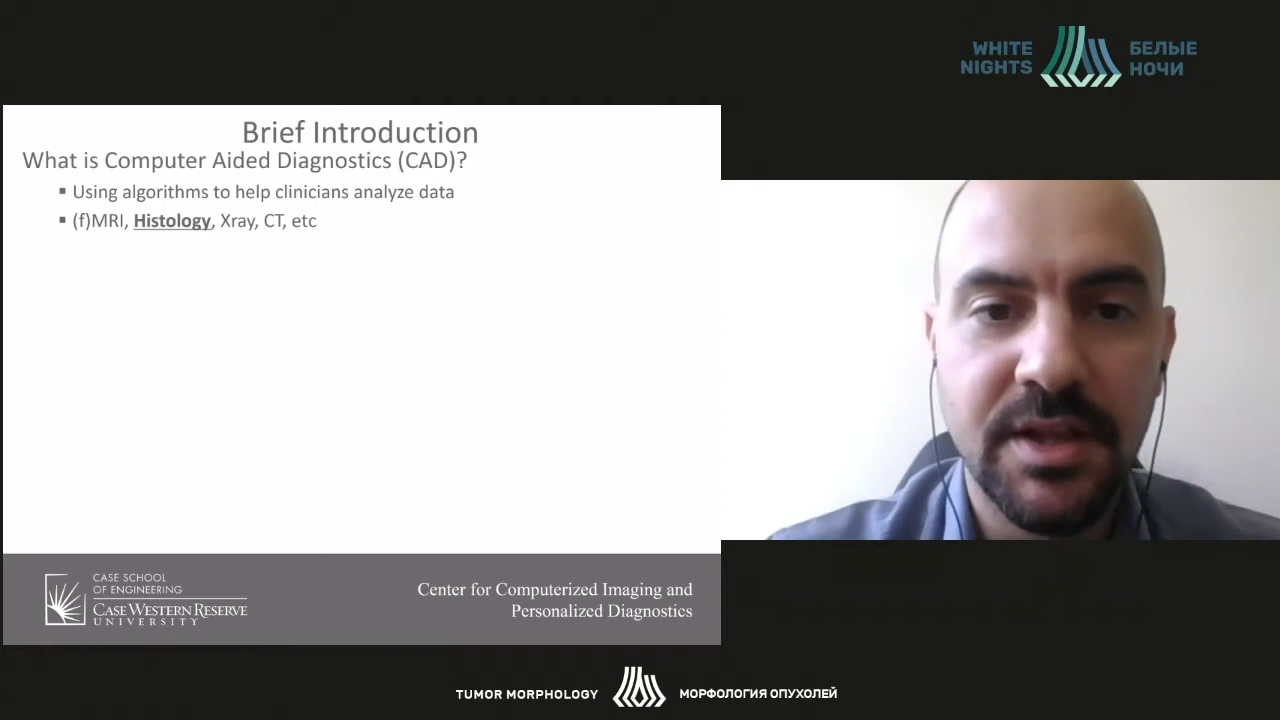 WHITE
NIGHTS
БЕЛЫЕ
НОЧИ
Brief Introduction
What is Computer Aided Diagnostics (CAD)?
▪ Using algorithms to help clinicians analyze data
▪ (f)MRI, Histology, Xray, CT, etc
CASE SCHOOL
OF ENGINEERING
CASE WESTERN RESERVE
UNIVERSITY
Center for Computerized Imaging and
Personalized Diagnostics
TUMOR MORPHOLOGY
МОРФОЛОГИЯ ОПУХОЛЕЙ